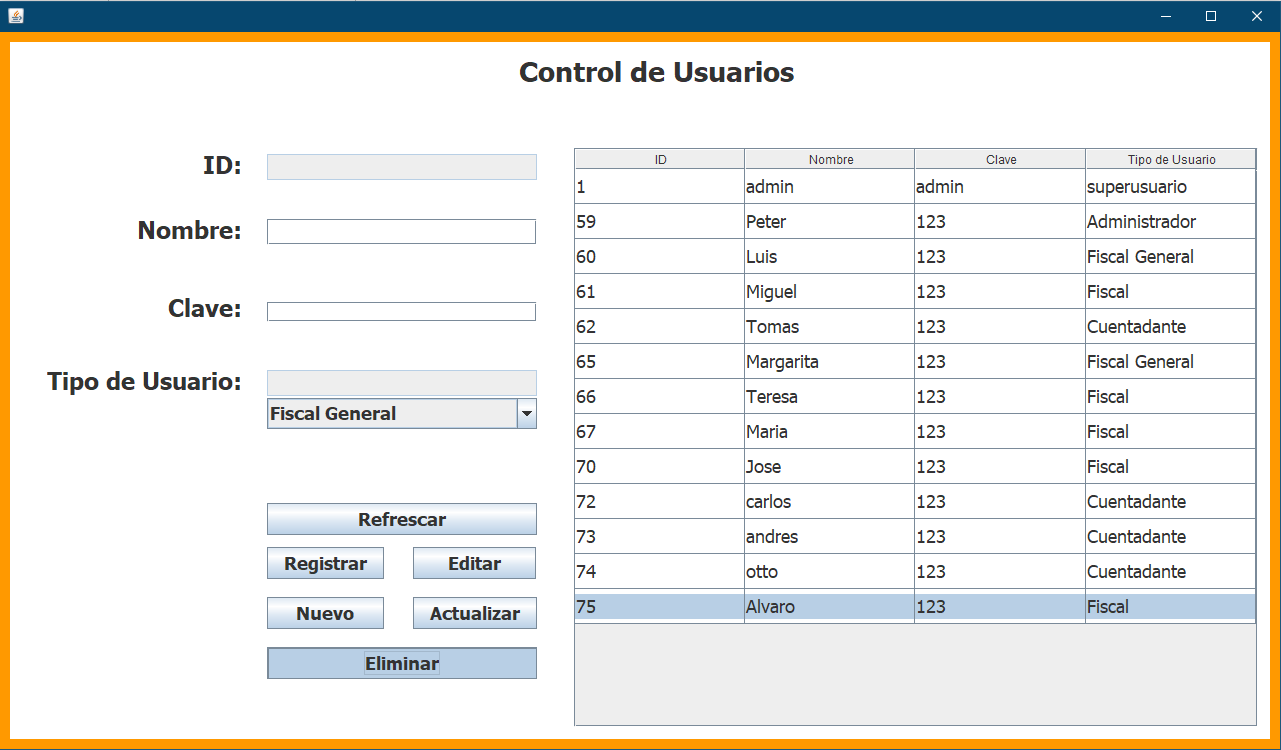 Control de Usuarios
ID:
Nombre:
Clave:
Tipo de Usuario:
Fiscal General
Refrescar
Registrar Editar
Nuevo Actualizar
Eliminar
ID Nombre Clave Tipo de Usuario
1 admin admin superusuario
59 Peter 123 Administrador
60 Luis 123 Fiscal General
61 Miguel 123 Fiscal
62 Tomas 123 Cuentadante
65 Margarita 123 Fiscal General
66 Teresa 123 Fiscal
67 Maria 123 Fiscal
70 Jose 123 Fiscal
72 carlos 123 Cuentadante
73 andres 123 Cuentadante
74 otto 123 Cuentadante
75 Alvaro 123 Fiscal